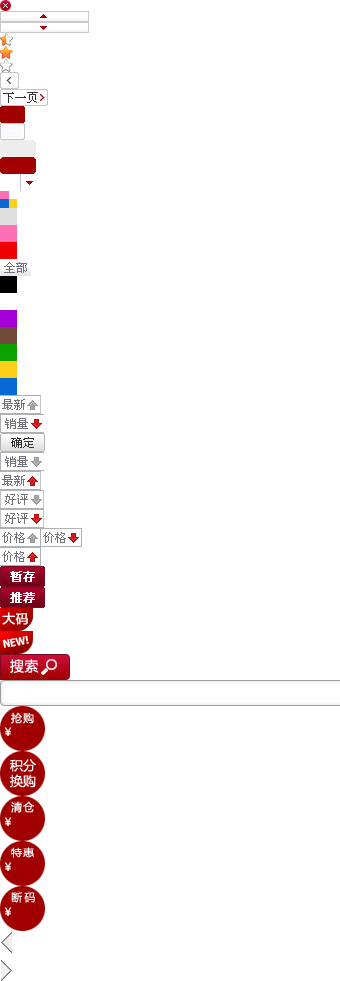 下一页
全部
最新
销量
确定
销量
最新
好评
好评
价格 价格
价格
暂存
推荐
大码
NEW!
搜索
抢购
¥
积分
换购
清仓
¥
特惠
¥
断码
¥